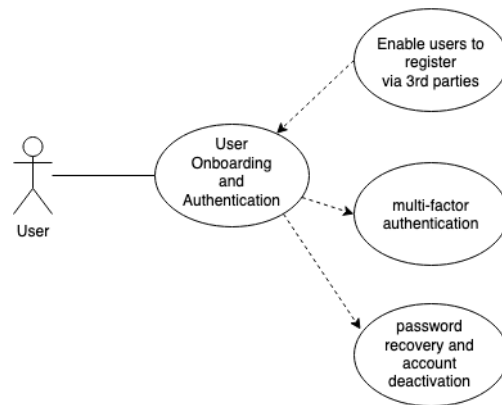 Enable users to
register
via 3rd parties
User
Onboarding
and
Authentication
User
multi-factor
authentication
password
recovery and
account
deactivation